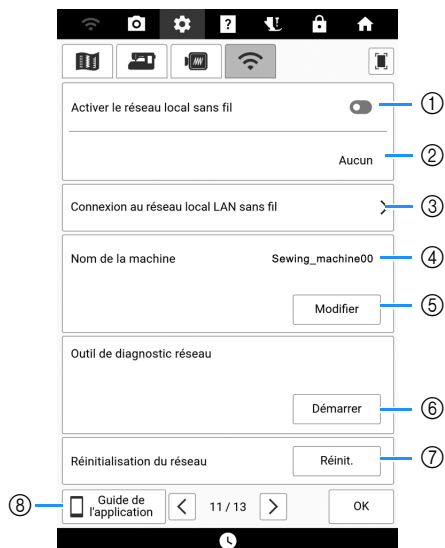 ?
Activer le réseau local sans fil
①
Aucun
②
Connexion au réseau local LAN sans fil
③
Nom de la machine
Sewing_machine00
④
Modifier
⑤
Outil de diagnostic réseau
Démarrer
⑥
Réinitialisation du réseau
Réinit.
⑦
⑧
Guide de
l'application
11 / 13
OK